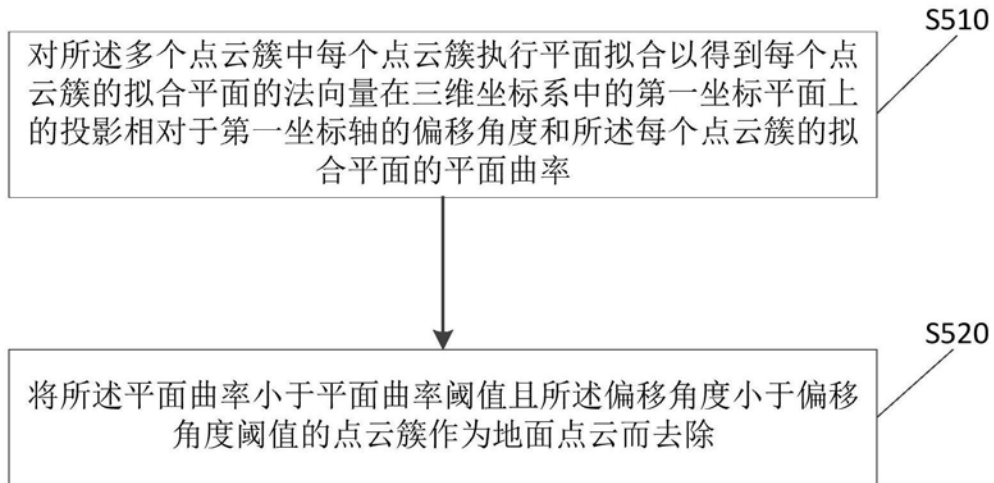 S510
对所述多个点云簇中每个点云簇执行平面拟合以得到每个点
云簇的拟合平面的法向量在三维坐标系中的第一坐标平面上
的投影相对于第一坐标轴的偏移角度和所述每个点云簇的拟
合平面的平面曲率
S520
将所述平面曲率小于平面曲率阈值且所述偏移角度小于偏移
角度阈值的点云簇作为地面点云而去除